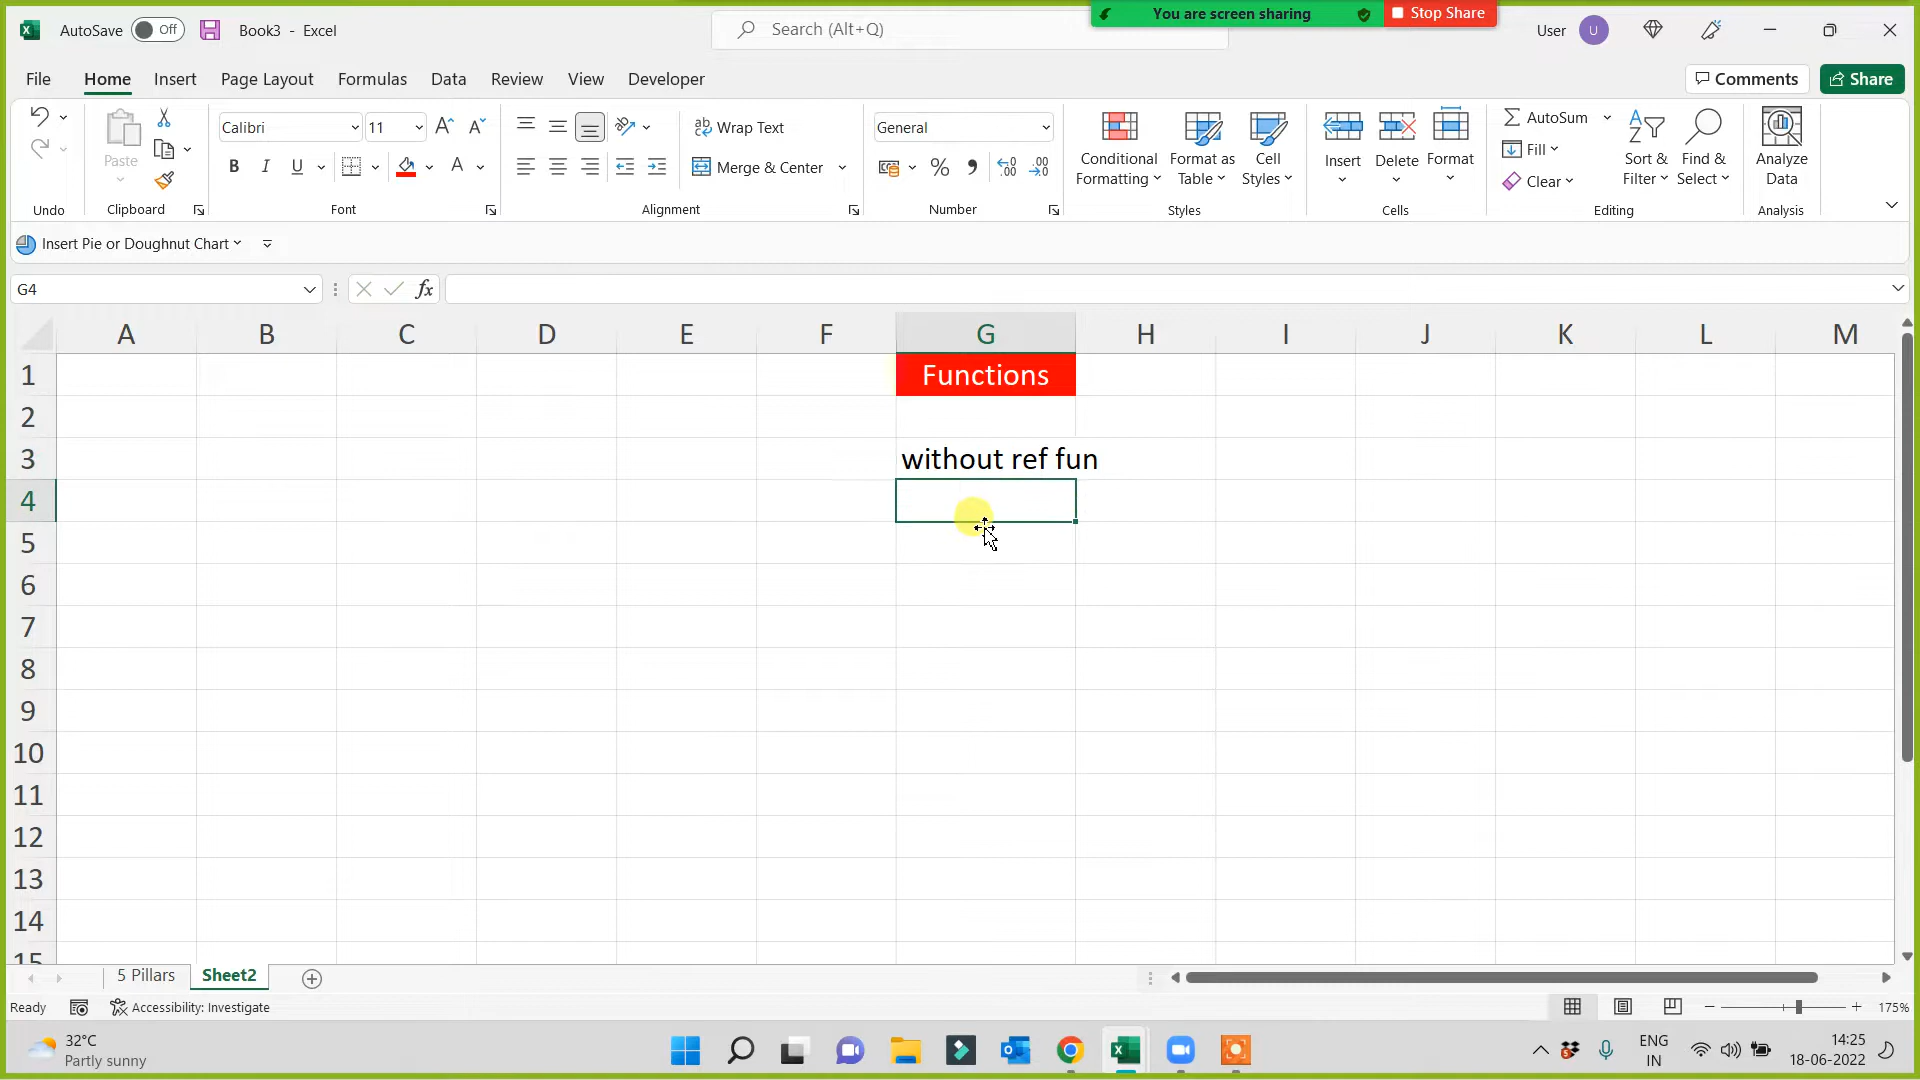 You are screen sharing Stop Share
AutoSave Off Book3 - Excel Search (Alt+Q) User U
File Home Insert Page Layout Formulas Data Review View Developer Comments Share
Calibri 11 Wrap Text General AutoSum
Paste B I U A Merge & Center % Conditional Formatting Format as Table Cell Styles Insert Delete Format Fill Clear Sort & Filter Find & Select Analyze Data
Undo Clipboard Font Alignment Number Styles Cells Editing Analysis
Insert Pie or Doughnut Chart
G4 fx
A B C D E F G H I J K L M
1 Functions
2
3 without ref fun
4
5
6
7
8
9
10
11
12
13
14
15
5 Pillars Sheet2
Ready Accessibility: Investigate 175%
32°C ENG 14:25
Partly sunny IN 18-06-2022